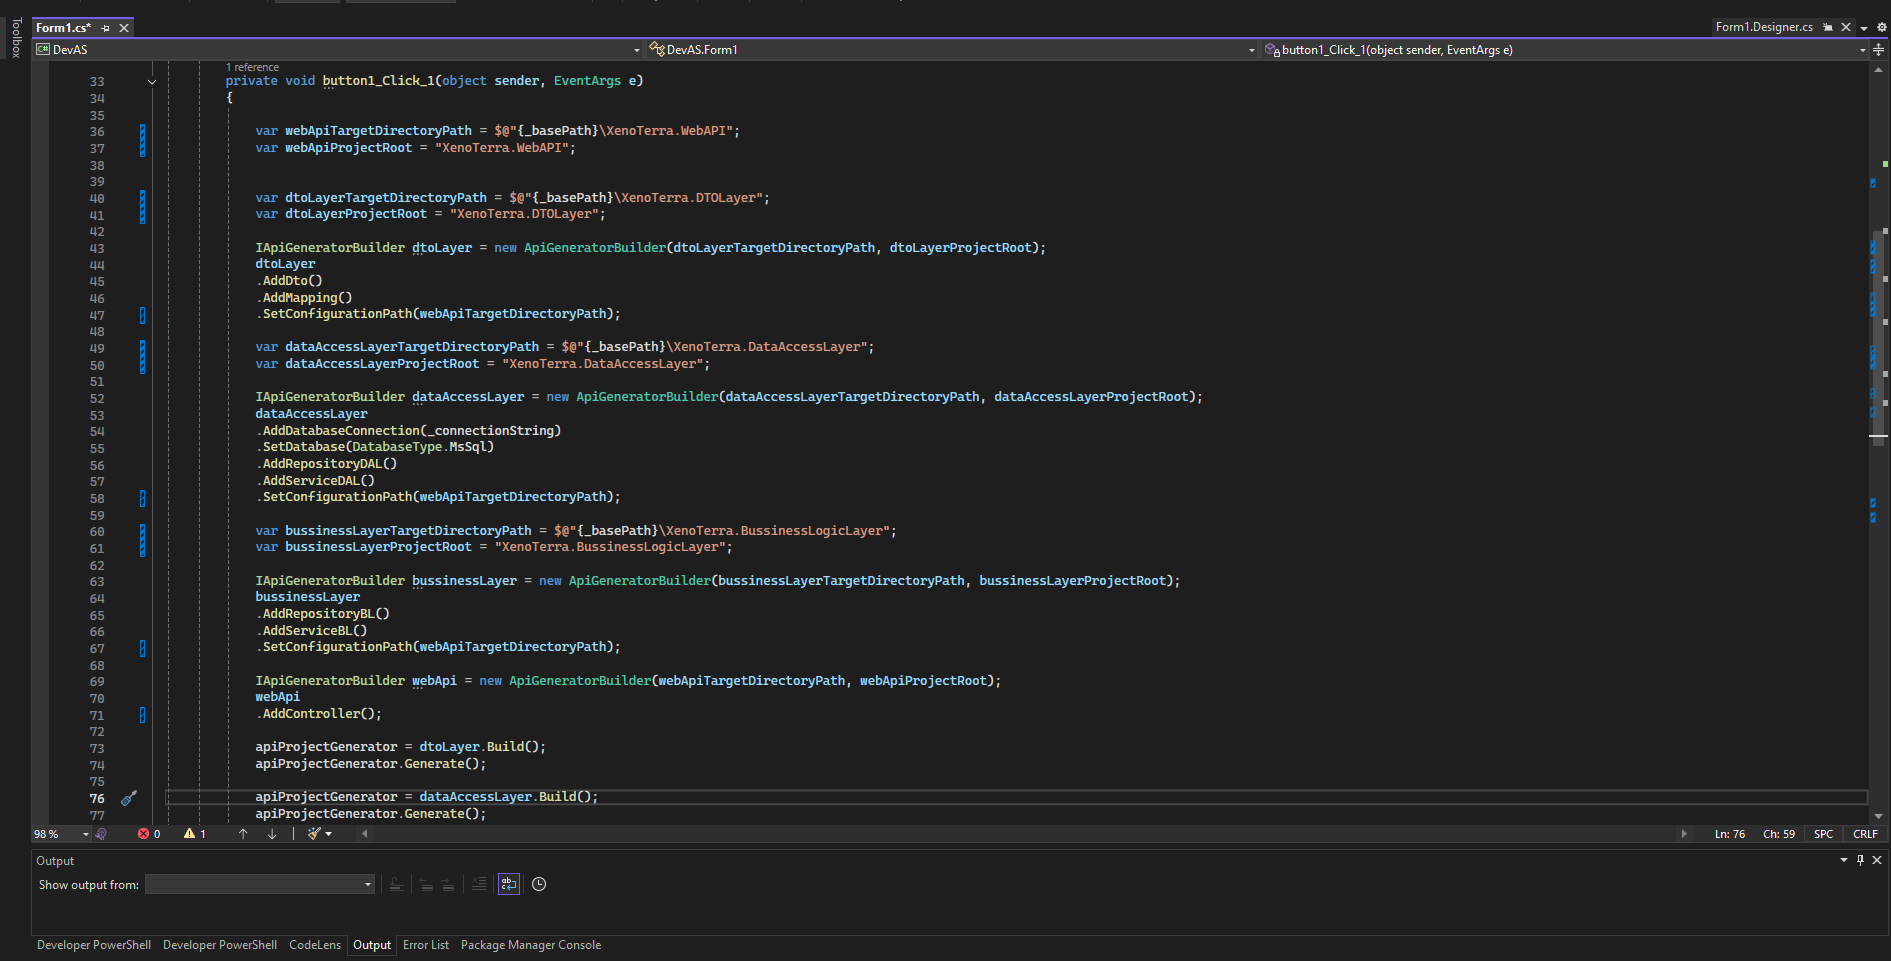 Toolbox
Form1.cs*
Form1.Designer.cs
C# DevAS
DevAS.Form1
button1_Click_1(object sender, EventArgs e)
1 reference
33 private void button1_Click_1(object sender, EventArgs e)
34 {
35
36 var webApiTargetDirectoryPath = $@"{_basePath}\XenoTerra.WebAPI";
37 var webApiProjectRoot = "XenoTerra.WebAPI";
38
39
40 var dtoLayerTargetDirectoryPath = $@"{_basePath}\XenoTerra.DTOLayer";
41 var dtoLayerProjectRoot = "XenoTerra.DTOLayer";
42
43 IApiGeneratorBuilder dtoLayer = new ApiGeneratorBuilder(dtoLayerTargetDirectoryPath, dtoLayerProjectRoot);
44 dtoLayer
45 .AddDto()
46 .AddMapping()
47 .SetConfigurationPath(webApiTargetDirectoryPath);
48
49 var dataAccessLayerTargetDirectoryPath = $@"{_basePath}\XenoTerra.DataAccessLayer";
50 var dataAccessLayerProjectRoot = "XenoTerra.DataAccessLayer";
51
52 IApiGeneratorBuilder dataAccessLayer = new ApiGeneratorBuilder(dataAccessLayerTargetDirectoryPath, dataAccessLayerProjectRoot);
53 dataAccessLayer
54 .AddDatabaseConnection(_connectionString)
55 .SetDatabase(DatabaseType.MsSql)
56 .AddRepositoryDAL()
57 .AddServiceDAL()
58 .SetConfigurationPath(webApiTargetDirectoryPath);
59
60 var bussinessLayerTargetDirectoryPath = $@"{_basePath}\XenoTerra.BussinessLogicLayer";
61 var bussinessLayerProjectRoot = "XenoTerra.BussinessLogicLayer";
62
63 IApiGeneratorBuilder bussinessLayer = new ApiGeneratorBuilder(bussinessLayerTargetDirectoryPath, bussinessLayerProjectRoot);
64 bussinessLayer
65 .AddRepositoryBL()
66 .AddServiceBL()
67 .SetConfigurationPath(webApiTargetDirectoryPath);
68
69 IApiGeneratorBuilder webApi = new ApiGeneratorBuilder(webApiTargetDirectoryPath, webApiProjectRoot);
70 webApi
71 .AddController();
72
73 apiProjectGenerator = dtoLayer.Build();
74 apiProjectGenerator.Generate();
75
76 apiProjectGenerator = dataAccessLayer.Build();
77 apiProjectGenerator.Generate();
98 % 0 1 Ln: 76 Ch: 59 SPC CRLF
Output
Show output from:
Developer PowerShell Developer PowerShell CodeLens Output Error List Package Manager Console